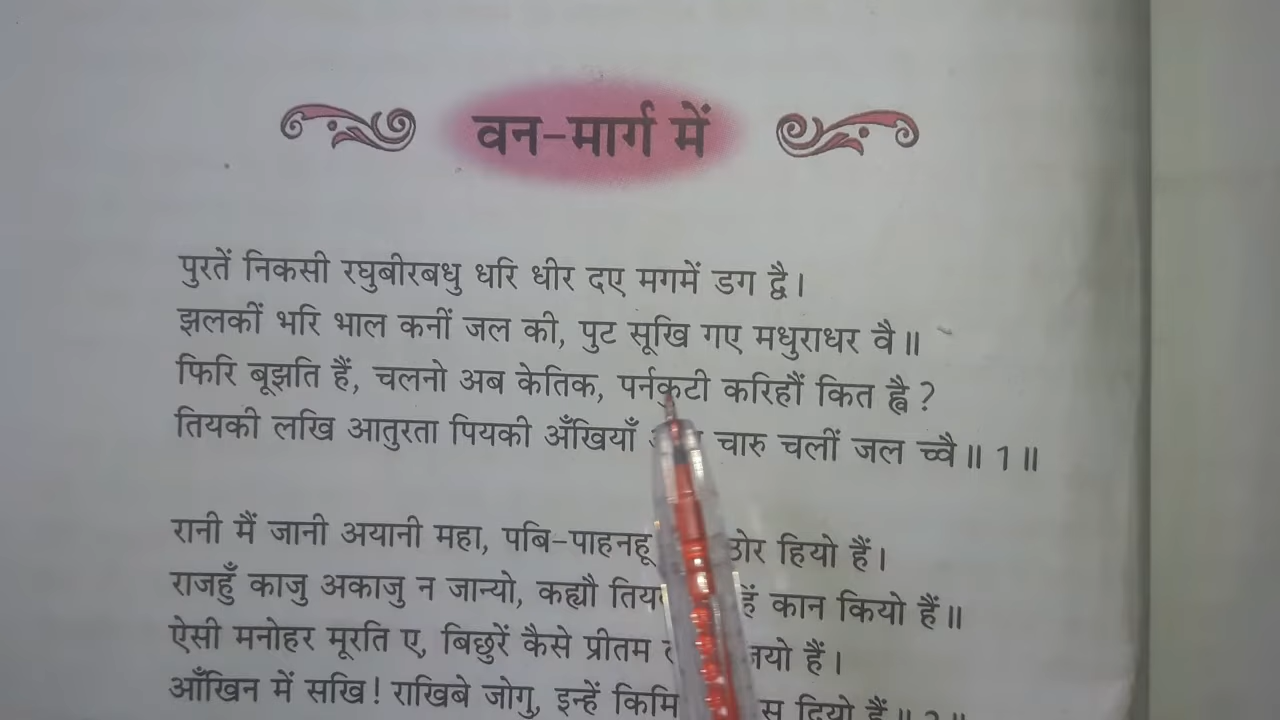 वन-मार्ग में
पुरतें निकसी रघुबीरबधु धरि धीर दए मगमें डग द्वै।
झलकीं भरि भाल कनीं जल की, पुट सूखि गए मधुराधर वै॥
फिरि बूझति हैं, चलनो अब केतिक, पर्नकुटी करिहौं कित ह्वै ?
तियकी लखि आतुरता पियकी अँखियाँ चारु चलीं जल च्वै॥ 1॥
रानी मैं जानी अयानी महा, पबि-पाहनहू हियो हैं।
राजहुँ काजु अकाजु न जान्यो, कह्यौ कान कियो हैं॥
ऐसी मनोहर मूरति ए, बिछुरें कैसे प्रीतम हैं।
आँखिन में सखि! राखिबे जोगु, इन्हें किमि दियो हैं॥